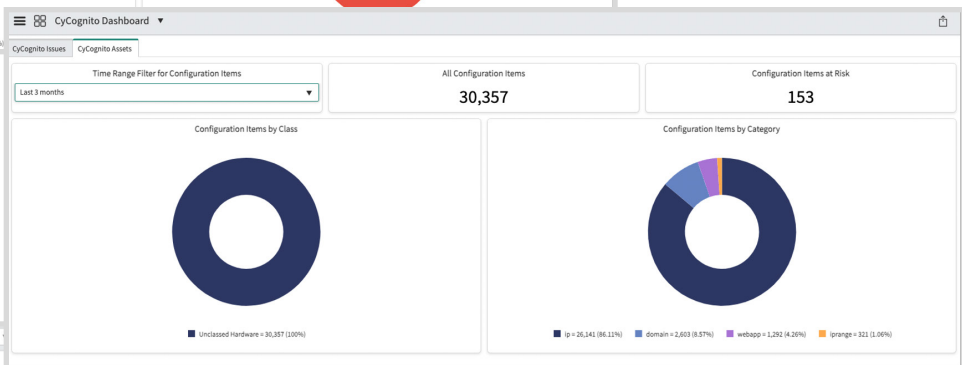 CyCognito Dashboard
CyCognito Issues
CyCognito Assets
Time Range Filter for Configuration Items
Last 3 months
All Configuration Items
30,357
Configuration Items at Risk
153
Configuration Items by Class
Unclassed Hardware = 30,357 (100%)
Configuration Items by Category
ip = 26,141 (86.11%) domain = 2,603 (8.57%) webapp = 1,292 (4.26%) iprange = 321 (1.06%)